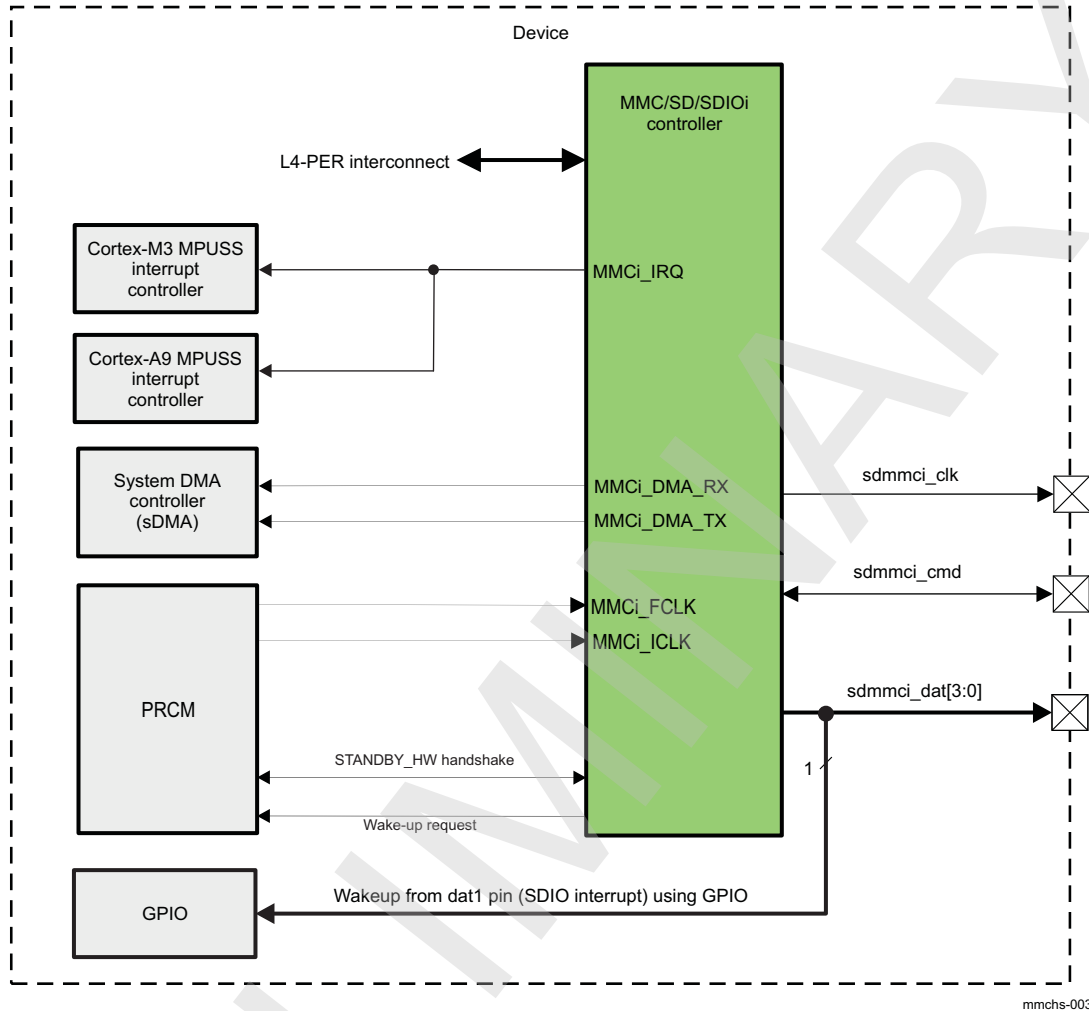 Device
MMC/SD/SDIOi
controller
L4-PER interconnect
Cortex-M3 MPUSS
interrupt
controller
MMCi_IRQ
Cortex-A9 MPUSS
interrupt
controller
System DMA
controller
(sDMA)
MMCi_DMA_RX
MMCi_DMA_TX
sdmmci_clk
sdmmci_cmd
MMCi_FCLK
MMCi_ICLK
PRCM
sdmmci_dat[3:0]
1
STANDBY_HW handshake
Wake-up request
GPIO
Wakeup from dat1 pin (SDIO interrupt) using GPIO
mmchs-003
IMINARY